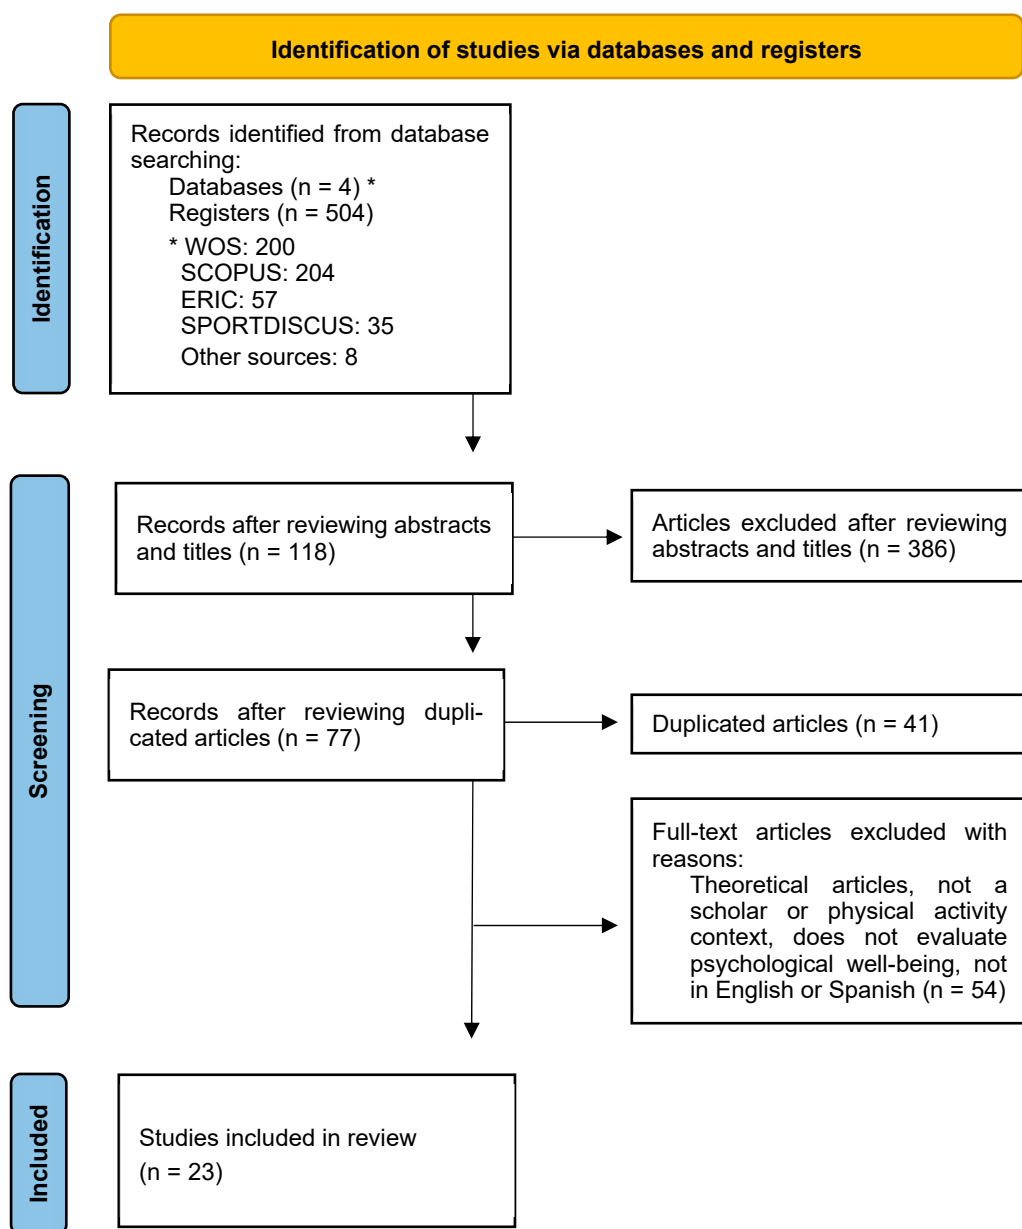 Identification of studies via databases and registers
Identification
Records identified from database
searching:
Databases (n = 4) *
Registers (n = 504)
* WOS: 200
SCOPUS: 204
ERIC: 57
SPORTDISCUS: 35
Other sources: 8
Screening
Records after reviewing abstracts
and titles (n = 118)
Articles excluded after reviewing
abstracts and titles (n = 386)
Records after reviewing dupli-
cated articles (n = 77)
Duplicated articles (n = 41)
Full-text articles excluded with
reasons:
Theoretical articles, not a
scholar or physical activity
context, does not evaluate
psychological well-being, not
in English or Spanish (n = 54)
Included
Studies included in review
(n = 23)